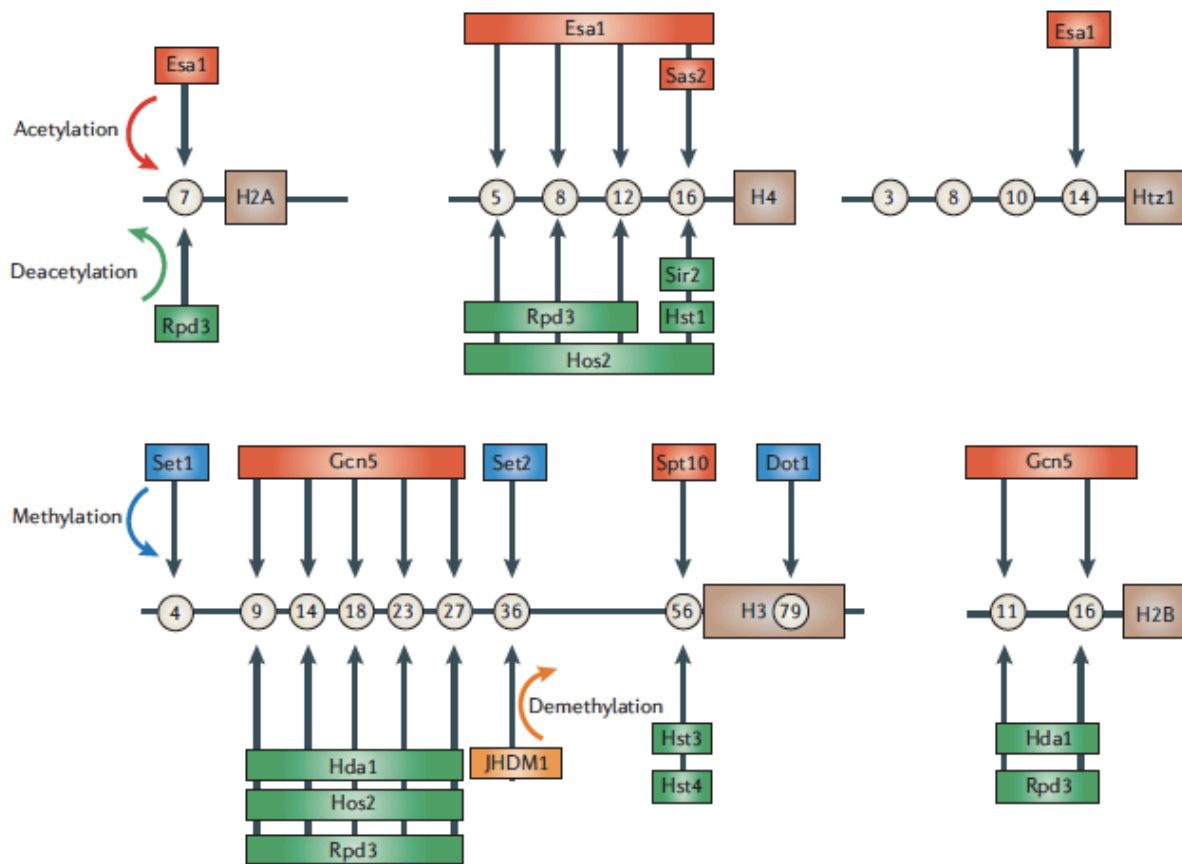 Esa1
Esa1
Esa1
Sas2
Acetylation
7
H2A
5
8
12
16
H4
3
8
10
14
Htz1
Deacetylation
Sir2
Rpd3
Rpd3
Hst1
Hos2
Set1
Gcn5
Set2
Spt10
Dot1
Gcn5
Methylation
4
9
14
18
23
27
36
56
H3
79
11
16
H2B
Demethylation
Hda1
JHDM1
Hst3
Hda1
Hos2
Hst4
Rpd3
Rpd3